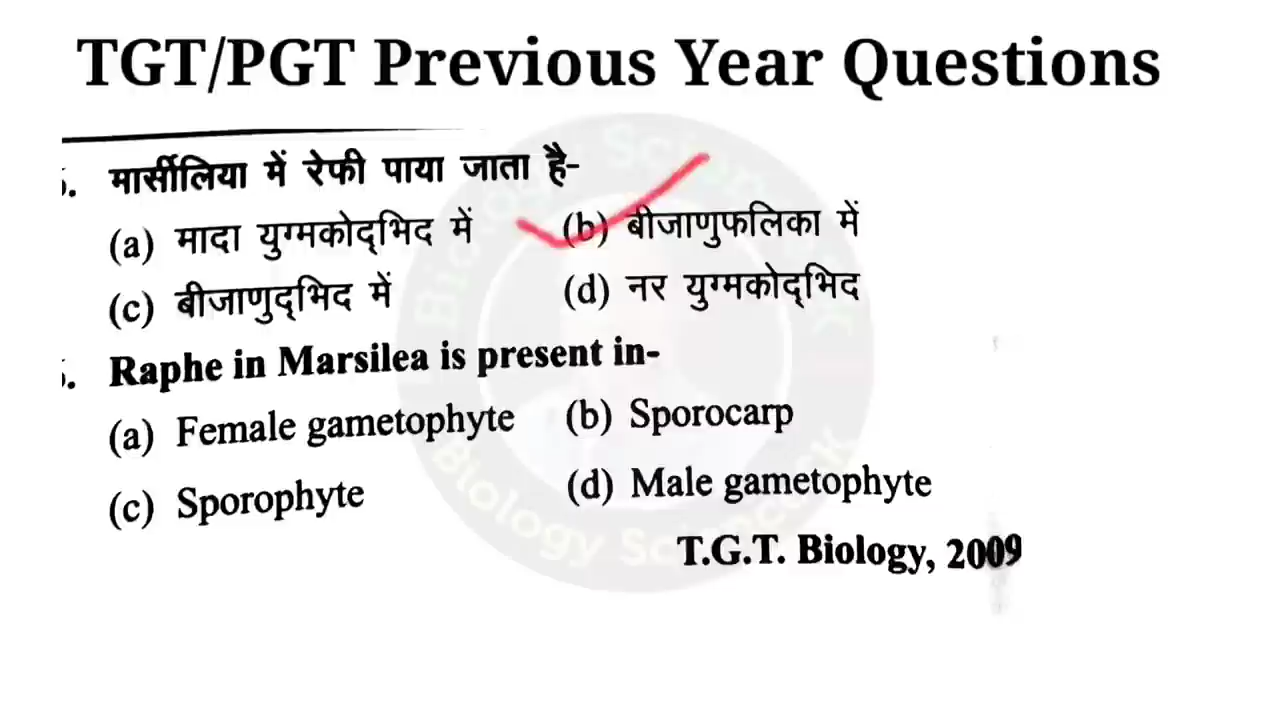 TGT/PGT Previous Year Questions
मार्सीलिया में रेफी पाया जाता है-
(a) मादा युग्मकोद्भिद में (b) बीजाणुफलिका में
(c) बीजाणुद्भिद में (d) नर युग्मकोद्भिद
Raphe in Marsilea is present in-
(a) Female gametophyte (b) Sporocarp
(c) Sporophyte (d) Male gametophyte
T.G.T. Biology, 2009